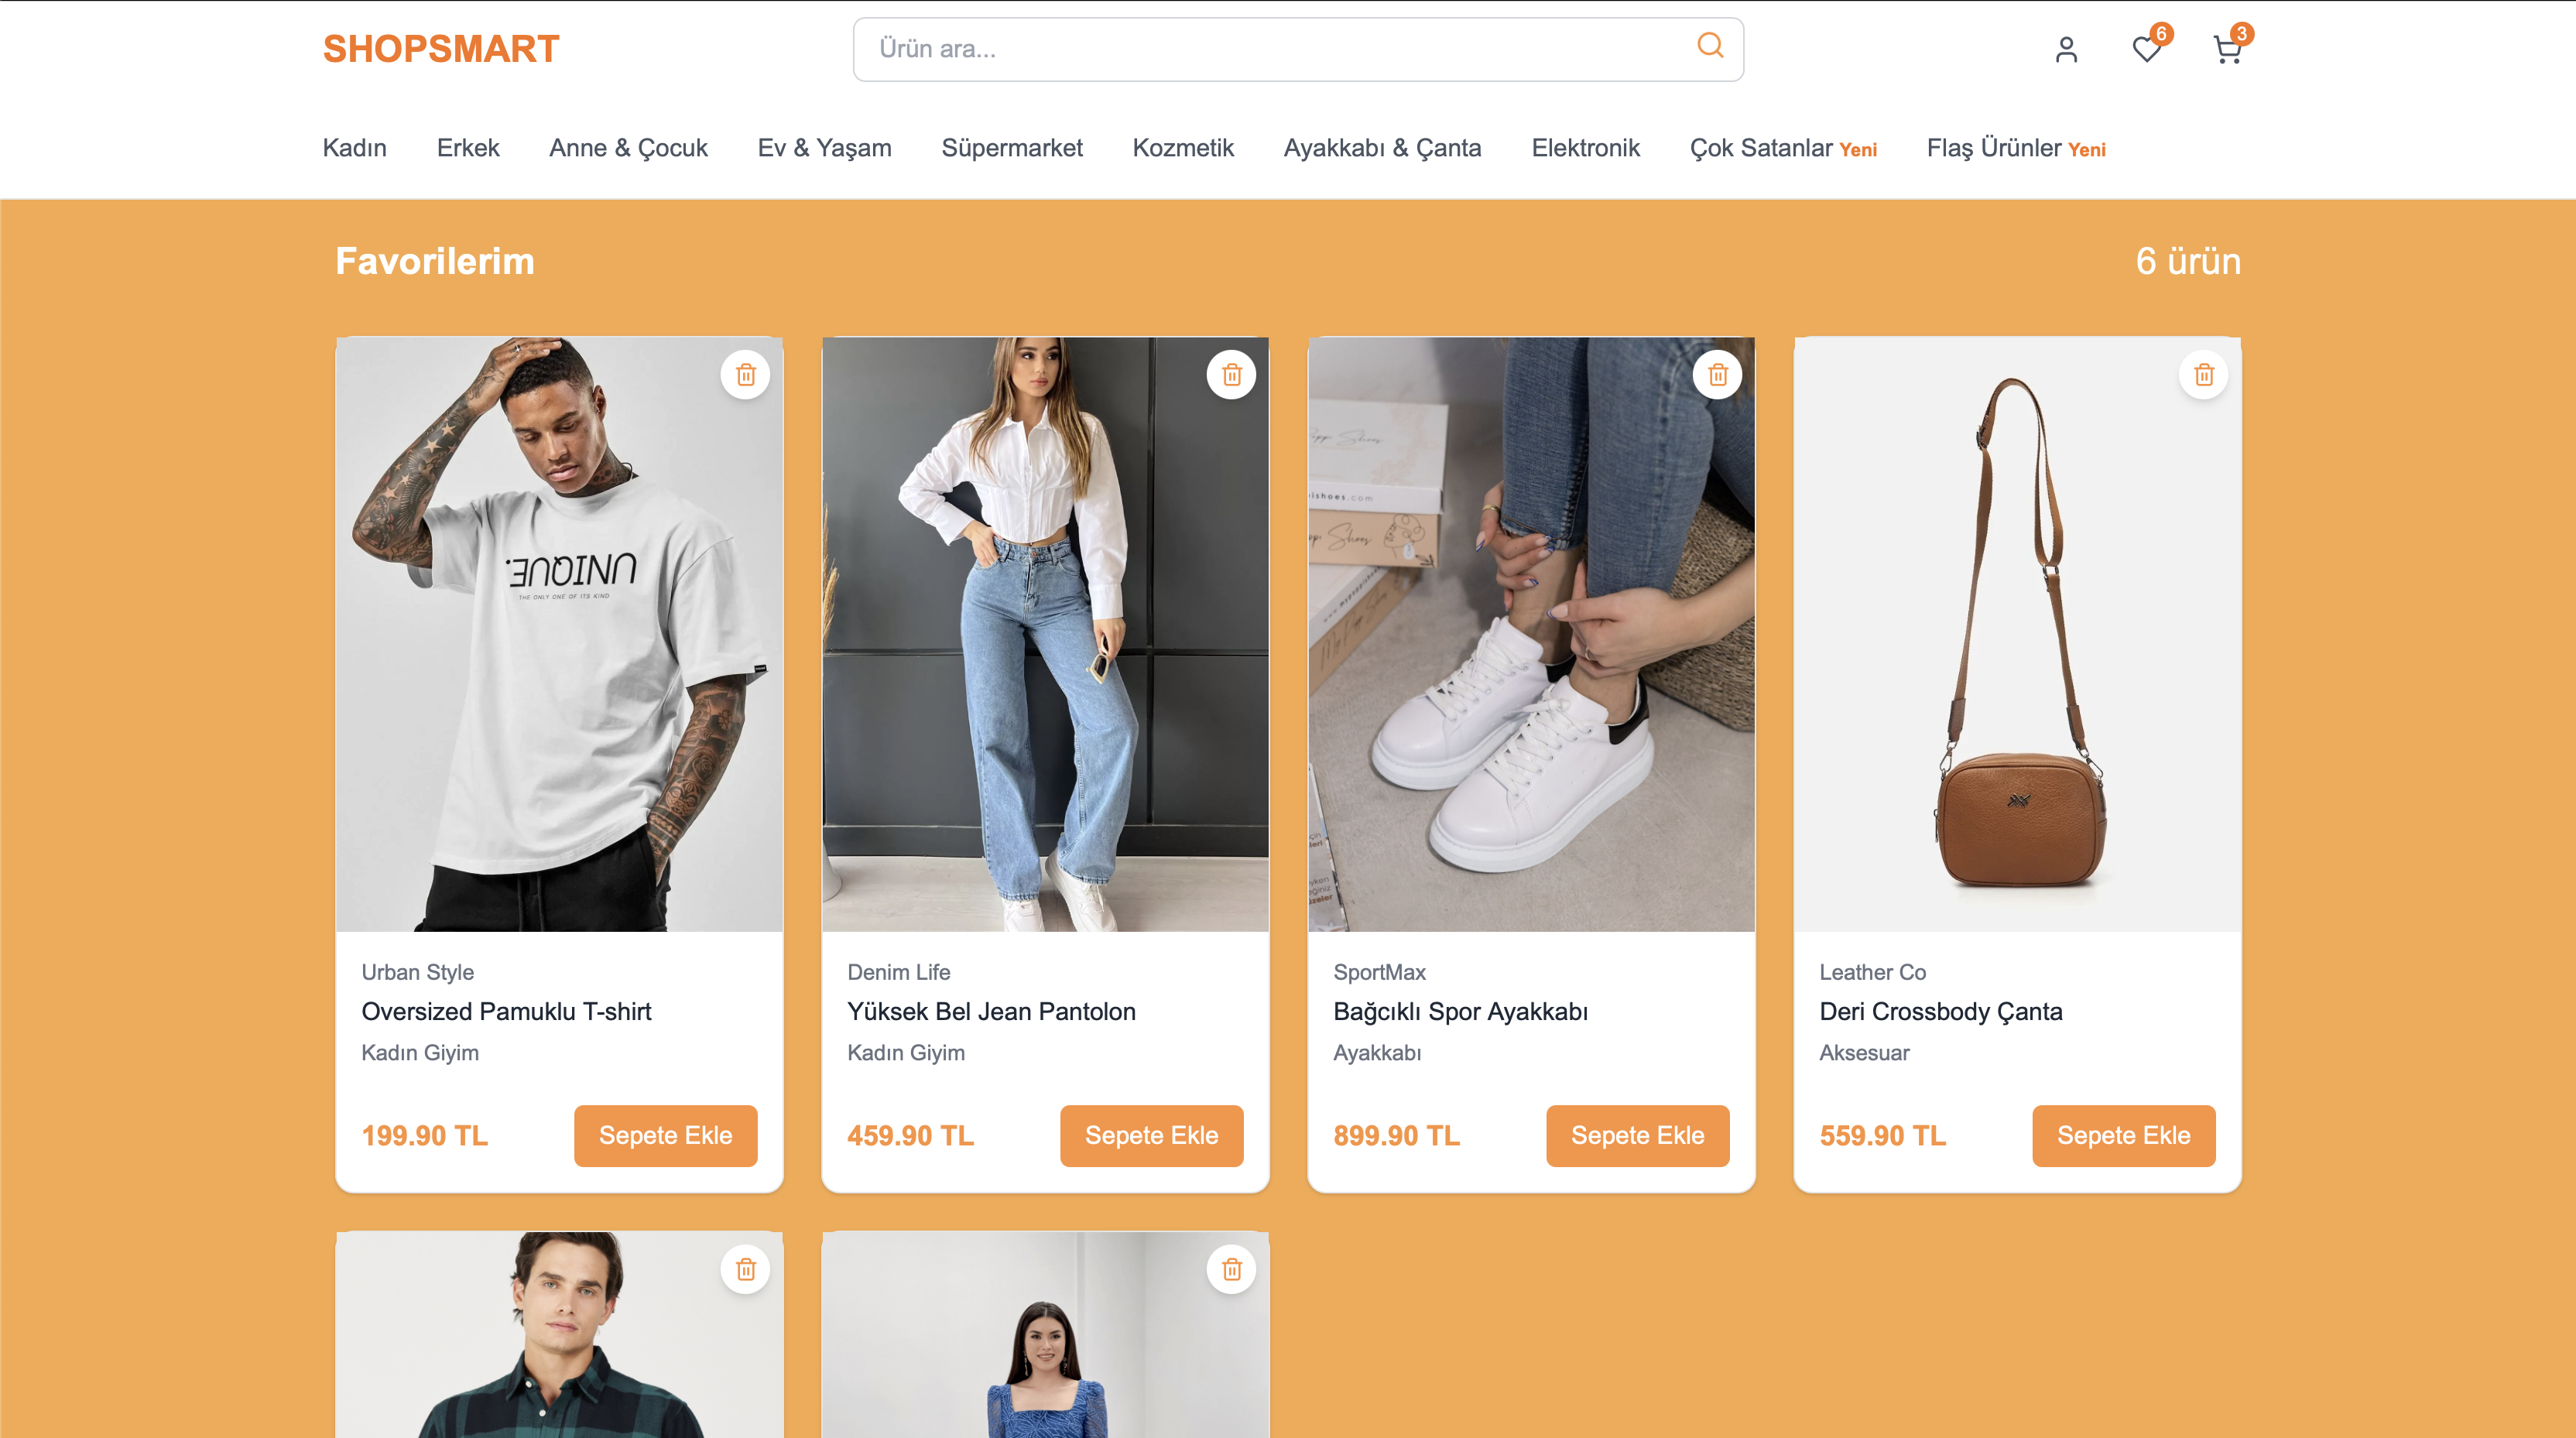 SHOPSMART
Ürün ara...
6
3
Kadın
Erkek
Anne & Çocuk
Ev & Yaşam
Süpermarket
Kozmetik
Ayakkabı & Çanta
Elektronik
Çok Satanlar Yeni
Flaş Ürünler Yeni
Favorilerim
6 ürün
UNIQUE.
THE ONLY ONE OF ITS KIND
Urban Style
Oversized Pamuklu T-shirt
Kadın Giyim
199.90 TL
Sepete Ekle
Denim Life
Yüksek Bel Jean Pantolon
Kadın Giyim
459.90 TL
Sepete Ekle
SportMax
Bağcıklı Spor Ayakkabı
Ayakkabı
899.90 TL
Sepete Ekle
Leather Co
Deri Crossbody Çanta
Aksesuar
559.90 TL
Sepete Ekle